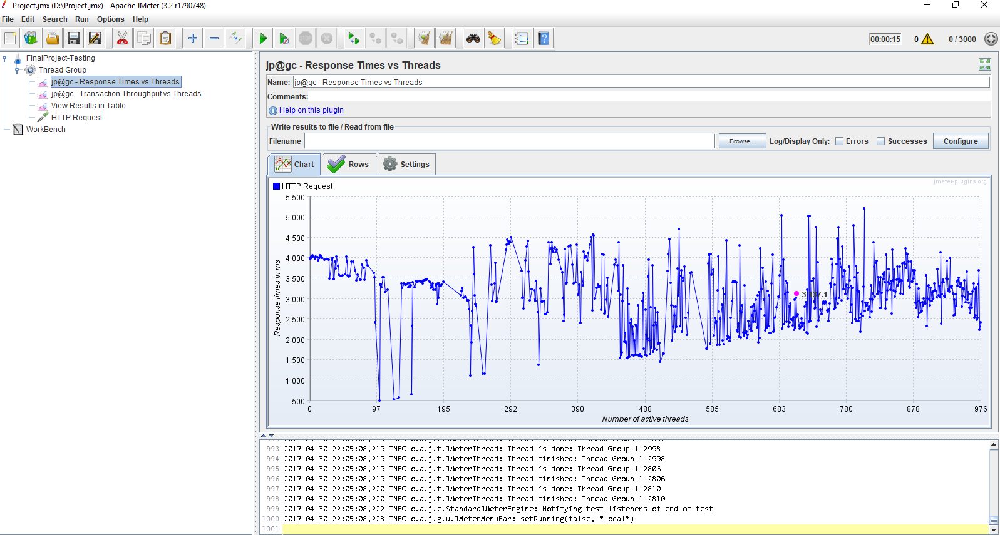 Project.jmx (D:\Project.jmx) - Apache JMeter (3.2 r1790748)
File Edit Search Run Options Help
00:00:15 0 0 / 3000
FinalProject-Testing
Thread Group
jp@gc - Response Times vs Threads
jp@gc - Transaction Throughput vs Threads
View Results in Table
HTTP Request
WorkBench
jp@gc - Response Times vs Threads
Name: jp@gc - Response Times vs Threads
Comments:
Help on this plugin
Write results to file / Read from file
Filename Browse... Log/Display Only: Errors Successes Configure
Chart Rows Settings
HTTP Request
jmeter-plugins.org
5 500
5 000
4 500
4 000
3 500
3 000
2 500
2 000
1 500
1 000
500
Response times in ms
3 137.1
0 97 195 292 390 488 585 683 780 878 976
Number of active threads
993 2017-04-30 22:05:08,219 INFO o.a.j.t.JMeterThread: Thread is done: Thread Group 1-2998
994 2017-04-30 22:05:08,219 INFO o.a.j.t.JMeterThread: Thread finished: Thread Group 1-2998
995 2017-04-30 22:05:08,219 INFO o.a.j.t.JMeterThread: Thread is done: Thread Group 1-2806
996 2017-04-30 22:05:08,219 INFO o.a.j.t.JMeterThread: Thread finished: Thread Group 1-2806
997 2017-04-30 22:05:08,220 INFO o.a.j.t.JMeterThread: Thread is done: Thread Group 1-2810
998 2017-04-30 22:05:08,220 INFO o.a.j.t.JMeterThread: Thread finished: Thread Group 1-2810
999 2017-04-30 22:05:08,222 INFO o.a.j.e.StandardJMeterEngine: Notifying test listeners of end of test
1000 2017-04-30 22:05:08,223 INFO o.a.j.g.u.JMeterMenuBar: setRunning(false, *local*)
1001